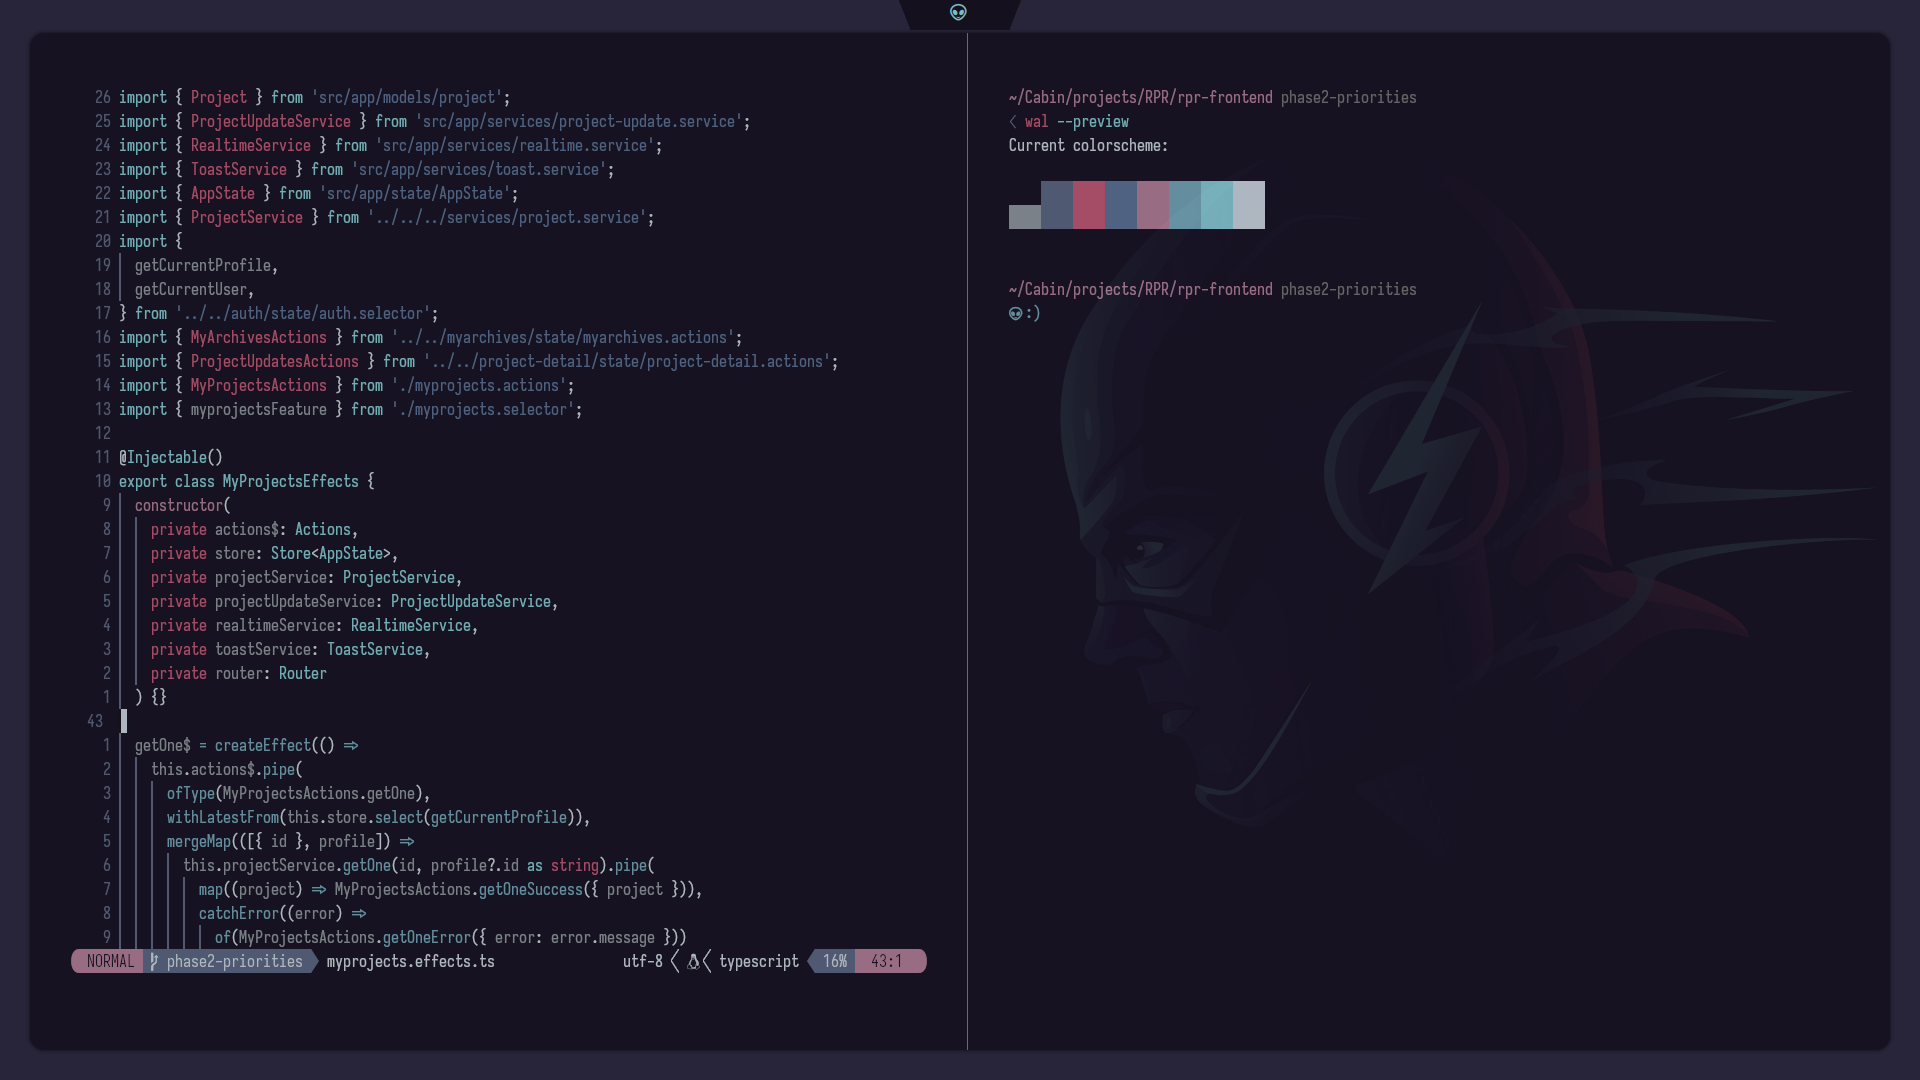 26 import { Project } from 'src/app/models/project';
25 import { ProjectUpdateService } from 'src/app/services/project-update.service';
24 import { RealtimeService } from 'src/app/services/realtime.service';
23 import { ToastService } from 'src/app/services/toast.service';
22 import { AppState } from 'src/app/state/AppState';
21 import { ProjectService } from '../../../services/project.service';
20 import {
19   getCurrentProfile,
18   getCurrentUser,
17 } from '../../auth/state/auth.selector';
16 import { MyArchivesActions } from '../../myarchives/state/myarchives.actions';
15 import { ProjectUpdatesActions } from '../../project-detail/state/project-detail.actions';
14 import { MyProjectsActions } from './myprojects.actions';
13 import { myprojectsFeature } from './myprojects.selector';
12
11 @Injectable()
10 export class MyProjectsEffects {
9   constructor(
8     private actions$: Actions,
7     private store: Store<AppState>,
6     private projectService: ProjectService,
5     private projectUpdateService: ProjectUpdateService,
4     private realtimeService: RealtimeService,
3     private toastService: ToastService,
2     private router: Router
1   ) {}
43
1   getOne$ = createEffect(() =>
2     this.actions$.pipe(
3       ofType(MyProjectsActions.getOne),
4       withLatestFrom(this.store.select(getCurrentProfile)),
5       mergeMap(([{ id }, profile]) =>
6         this.projectService.getOne(id, profile?.id as string).pipe(
7           map((project) => MyProjectsActions.getOneSuccess({ project })),
8           catchError((error) =>
9             of(MyProjectsActions.getOneError({ error: error.message }))
NORMAL phase2-priorities myprojects.effects.ts utf-8 typescript 16% 43:1
~/Cabin/projects/RPR/rpr-frontend phase2-priorities
< wal --preview
Current colorscheme:
~/Cabin/projects/RPR/rpr-frontend phase2-priorities
👽:)